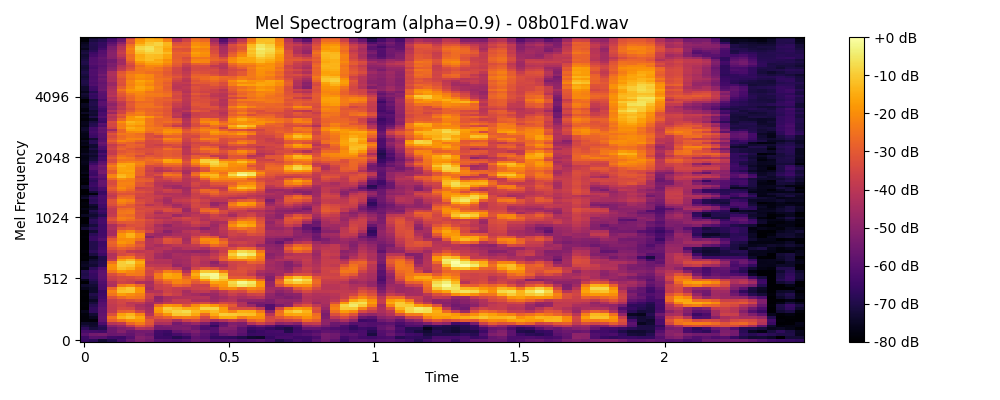 Mel Spectrogram (alpha=0.9) - 08b01Fd.wav
Mel Frequency
4096
2048
1024
512
0
0
0.5
1
1.5
2
Time
+0 dB
-10 dB
-20 dB
-30 dB
-40 dB
-50 dB
-60 dB
-70 dB
-80 dB